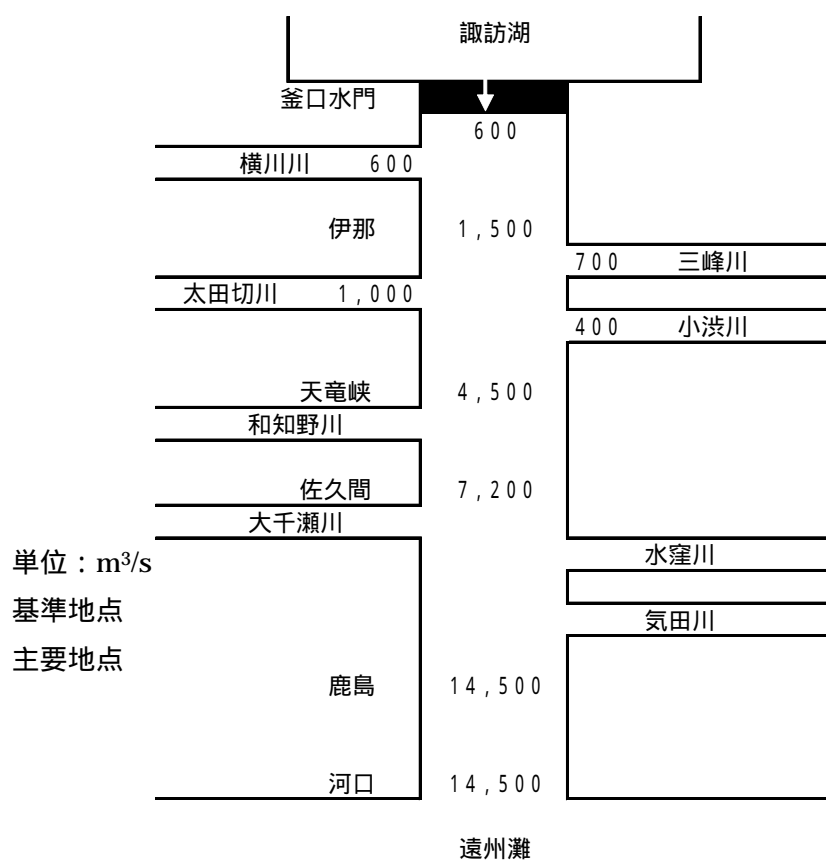 諏訪湖
釜口水門
600
横川川 600
伊那 1,500
700 三峰川
太田切川 1,000
400 小渋川
天竜峡 4,500
和知野川
佐久間 7,200
大千瀬川
水窪川
単位：m³/s
基準地点
気田川
主要地点
鹿島 14,500
河口 14,500
遠州灘